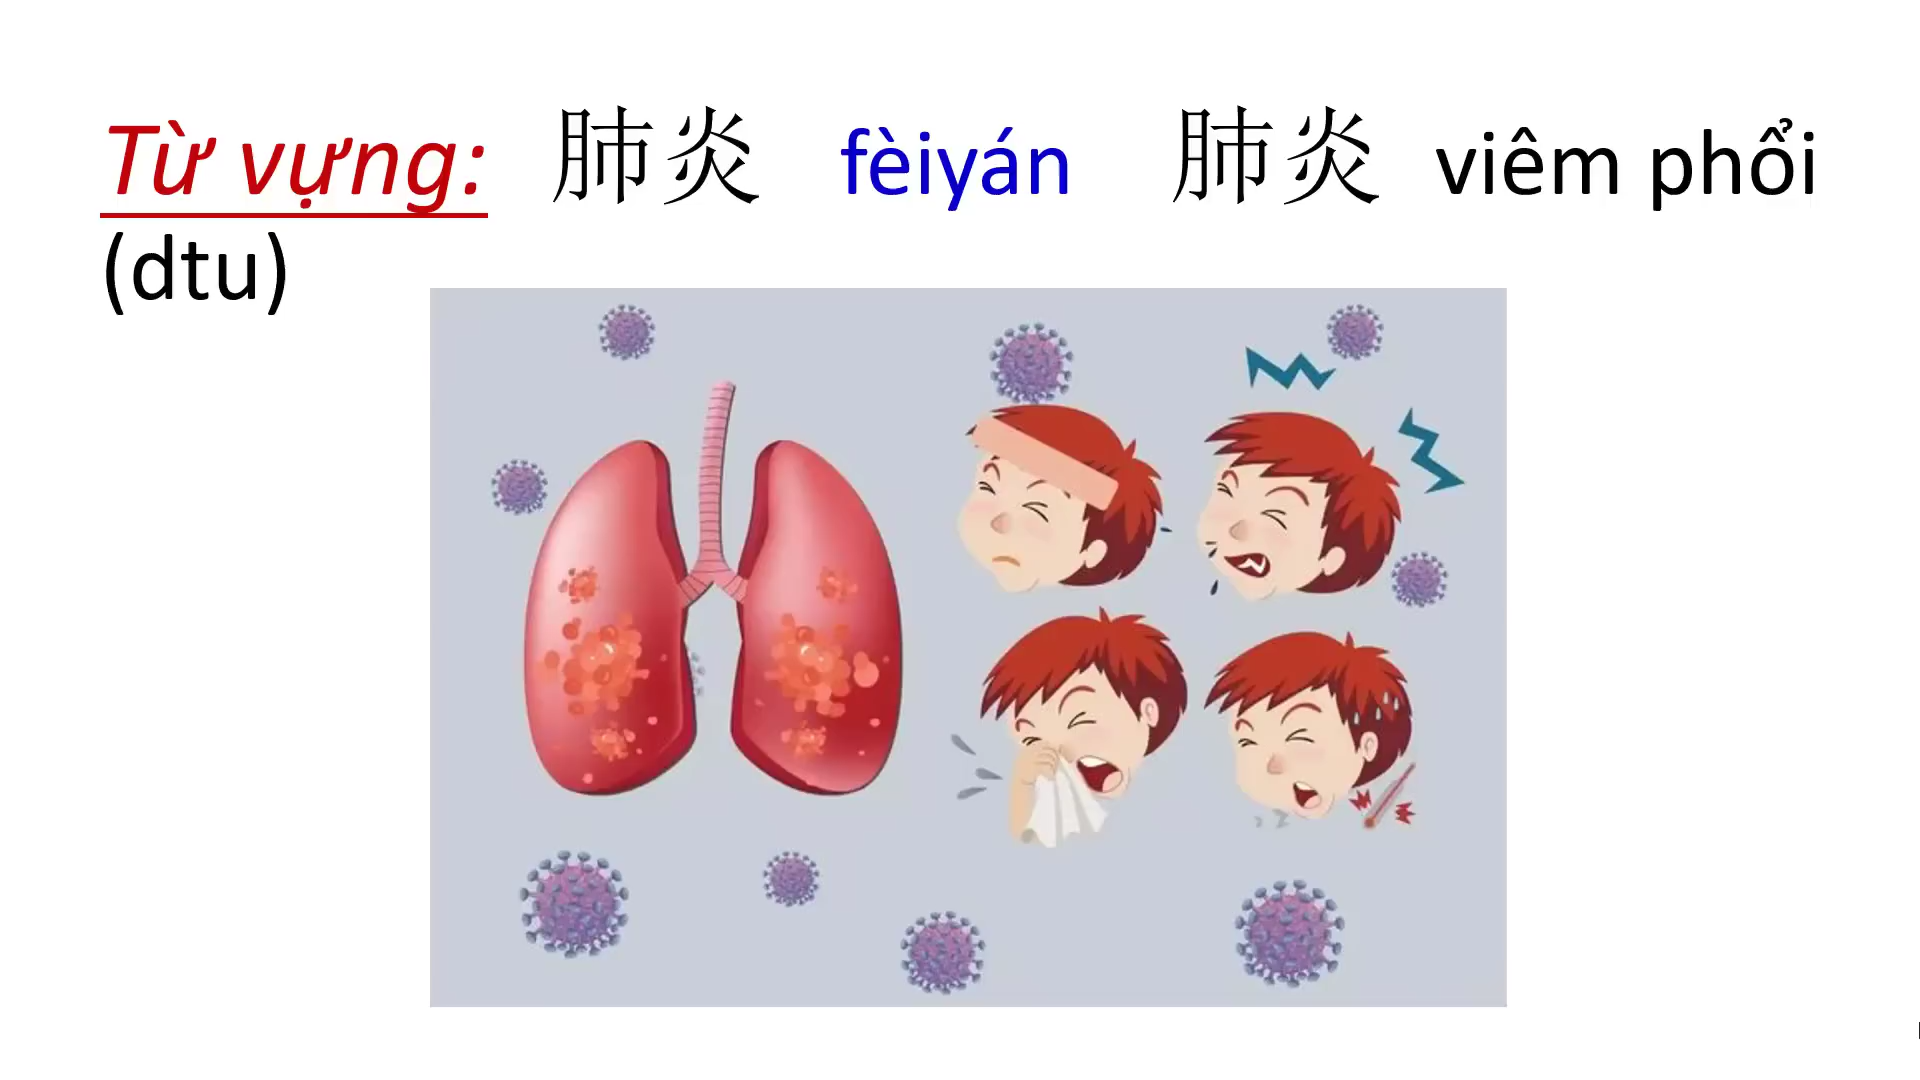 Từ vựng: 肺炎 fèiyán 肺炎 viêm phổi
(dtu)